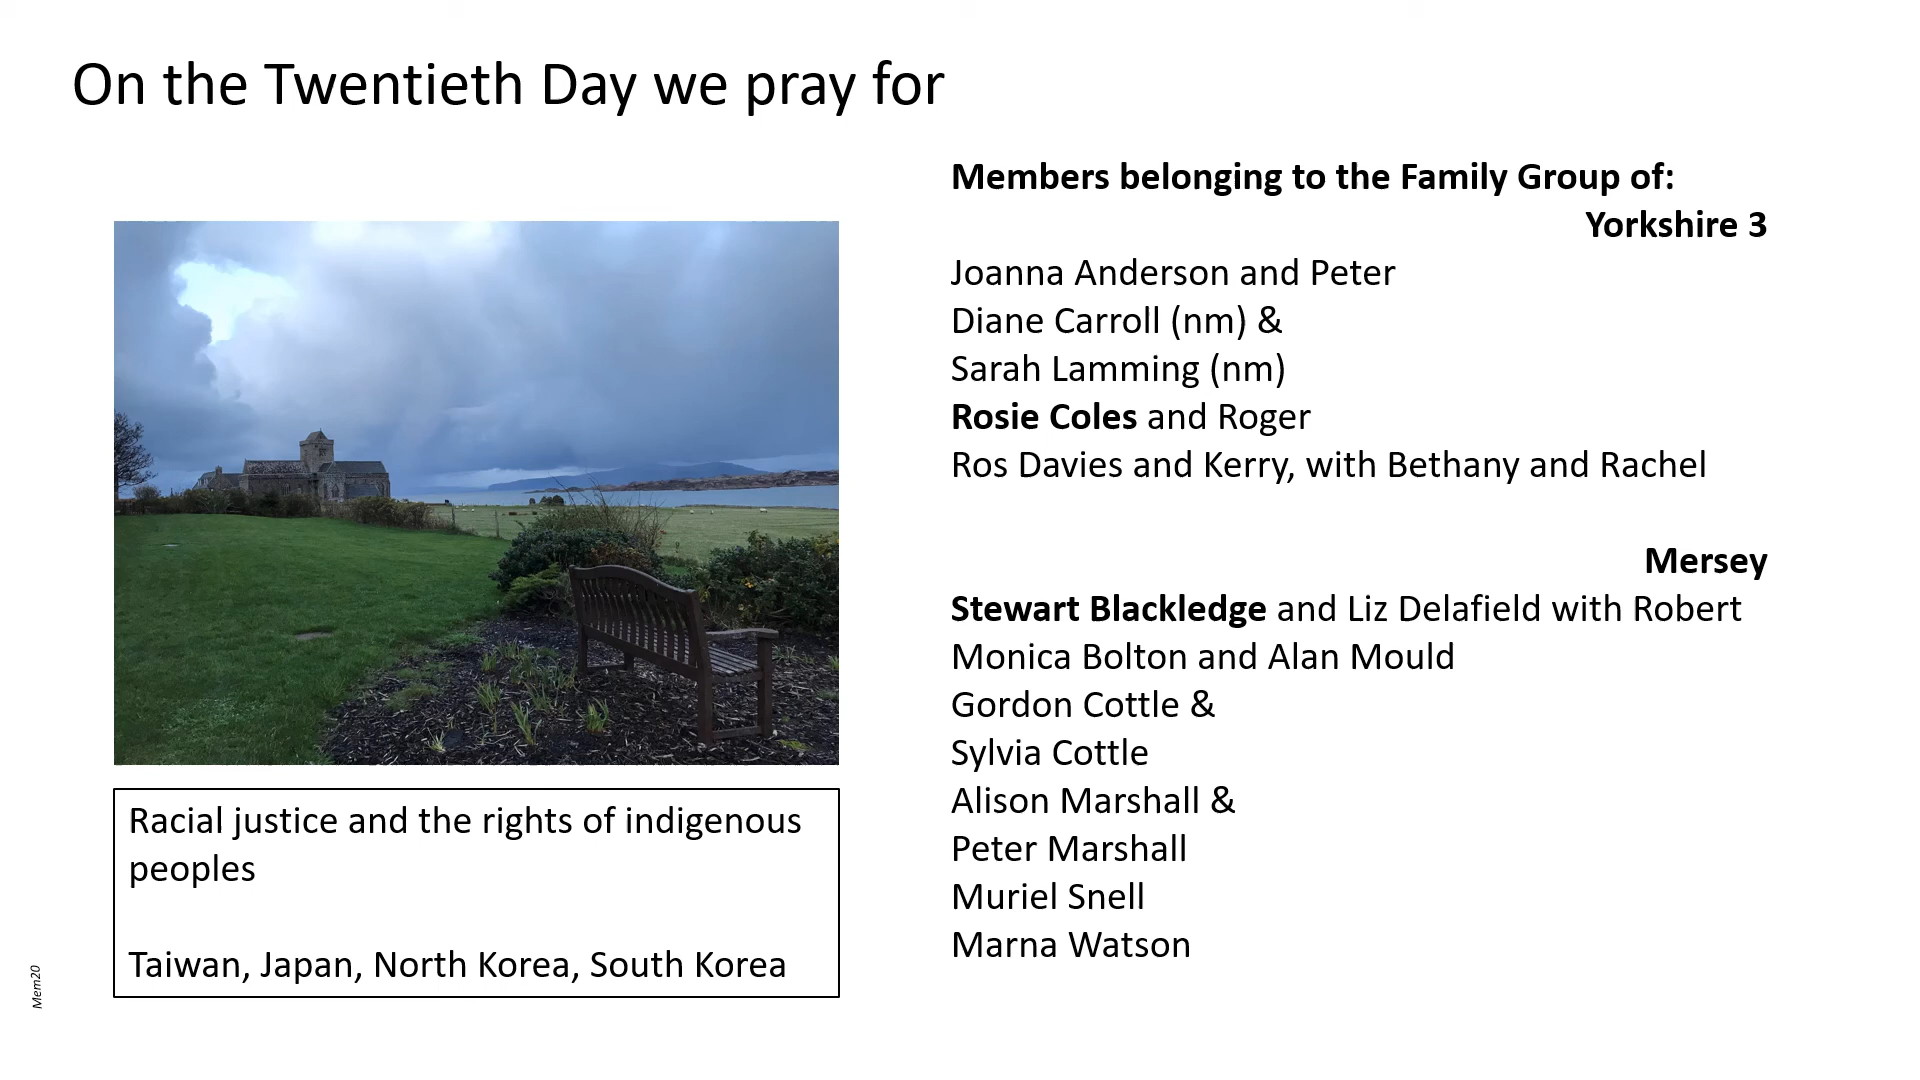 On the Twentieth Day we pray for
Members belonging to the Family Group of:
Yorkshire 3
Joanna Anderson and Peter
Diane Carroll (nm) &
Sarah Lamming (nm)
Rosie Coles and Roger
Ros Davies and Kerry, with Bethany and Rachel
Mersey
Stewart Blackledge and Liz Delafield with Robert
Monica Bolton and Alan Mould
Gordon Cottle &
Sylvia Cottle
Alison Marshall &
Peter Marshall
Muriel Snell
Marna Watson
Racial justice and the rights of indigenous
peoples
Taiwan, Japan, North Korea, South Korea
Mem20